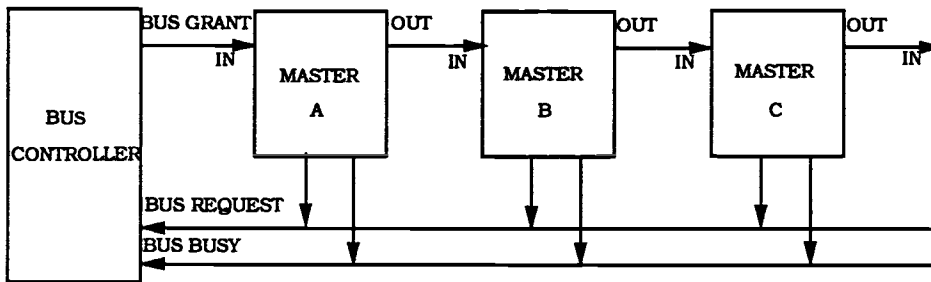 BUS GRANT
IN
OUT
IN
OUT
IN
OUT
IN
BUS
CONTROLLER
MASTER
A
MASTER
B
MASTER
C
BUS REQUEST
BUS BUSY